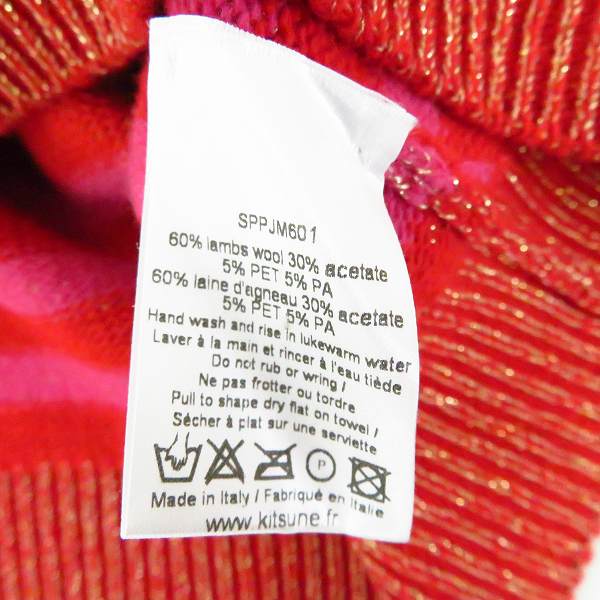 SPPJM601
60% lambs wool 30% acetate
5% PET 5% PA
60% laine d'agneau 30% acetate
5% PET 5% PA
Hand wash and rise in lukewarm water
Laver à la main et rincer à l'eau tiède
Do not rub or wring /
Ne pas frotter ou tordre
Pull to shape dry flat on towel /
Sécher à plat sur une serviette
P
Made in Italy / Fabriqué en Italie
www.kitsune.fr